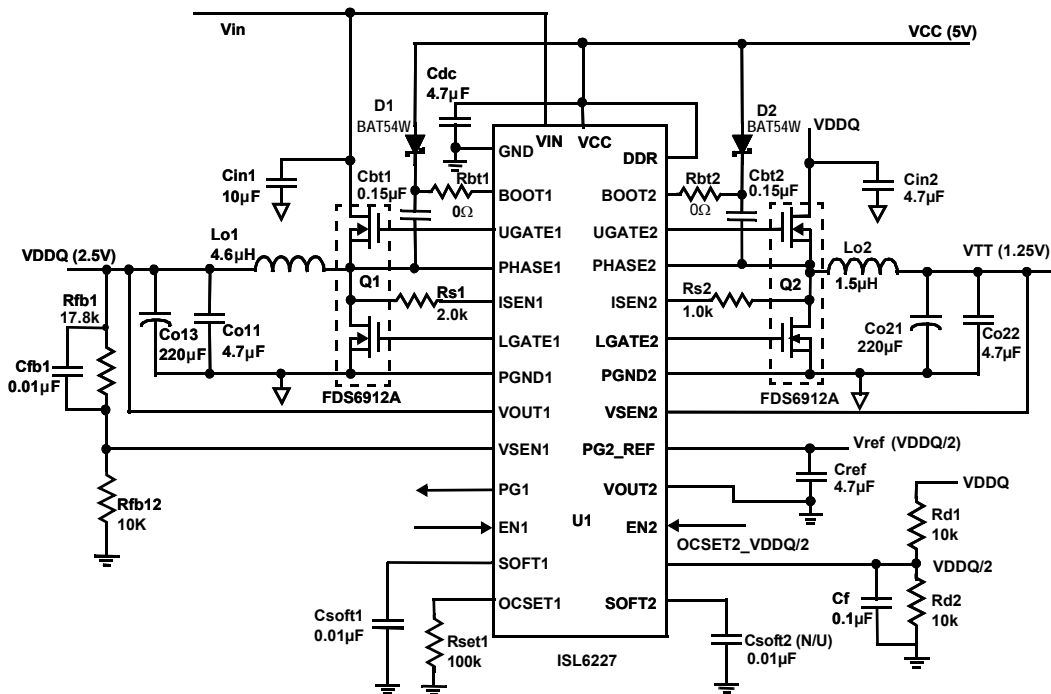 Vin
VCC (5V)
Cdc
4.7µF
D1
BAT54W
D2
BAT54W
VDDQ
VIN
VCC
GND
DDR
Cin1
10µF
Cbt1
0.15µF
Rbt1
0Ω
BOOT1
BOOT2
Rbt2
0Ω
Cbt2
0.15µF
Cin2
4.7µF
UGATE1
UGATE2
Lo1
4.6µH
VDDQ (2.5V)
PHASE1
PHASE2
Lo2
1.5µH
VTT (1.25V)
Q1
Q2
Rfb1
17.8k
Rs1
2.0k
ISEN1
ISEN2
Rs2
1.0k
Co13
220µF
Co11
4.7µF
LGATE1
LGATE2
Co21
220µF
Co22
4.7µF
Cfb1
0.01µF
PGND1
PGND2
FDS6912A
FDS6912A
VOUT1
VSEN2
VSEN1
PG2_REF
Vref (VDDQ/2)
Cref
4.7µF
Rfb12
10K
PG1
VOUT2
VDDQ
U1
EN1
EN2
OCSET2_VDDQ/2
Rd1
10k
SOFT1
VDDQ/2
Cf
0.1µF
Rd2
10k
OCSET1
SOFT2
Csoft1
0.01µF
Rset1
100k
Csoft2 (N/U)
0.01µF
ISL6227